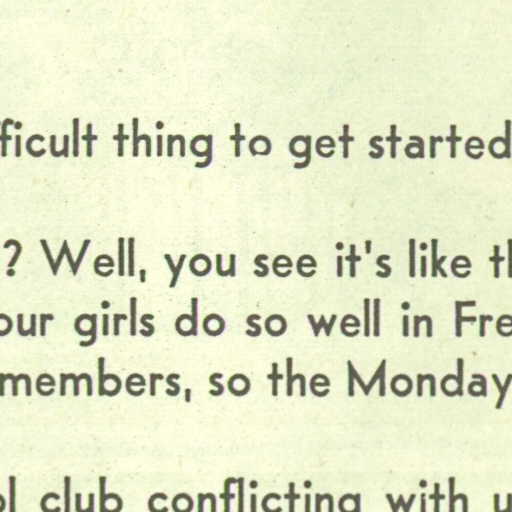 fficult thing to get started
? Well, you see it's like th
our girls do so well in Fre
members, so the Monday
ol club conflicting with u